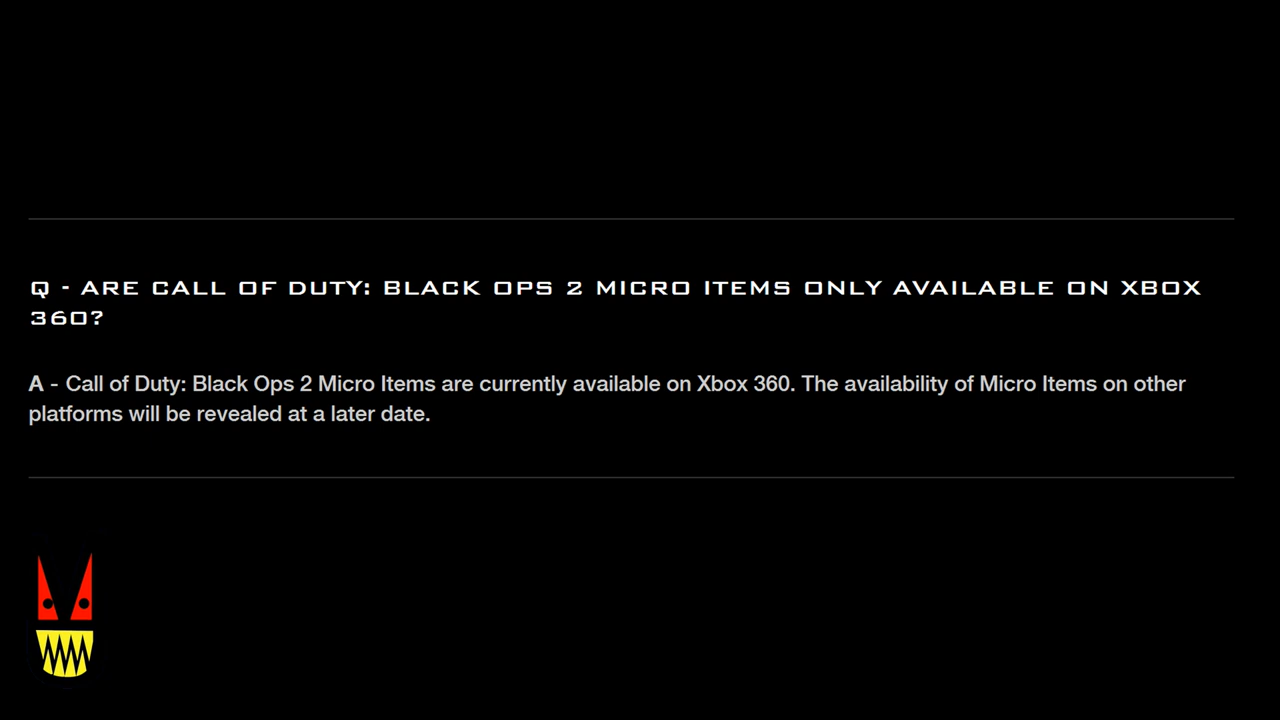 Q - ARE CALL OF DUTY: BLACK OPS 2 MICRO ITEMS ONLY AVAILABLE ON XBOX
360?
A - Call of Duty: Black Ops 2 Micro Items are currently available on Xbox 360. The availability of Micro Items on other
platforms will be revealed at a later date.